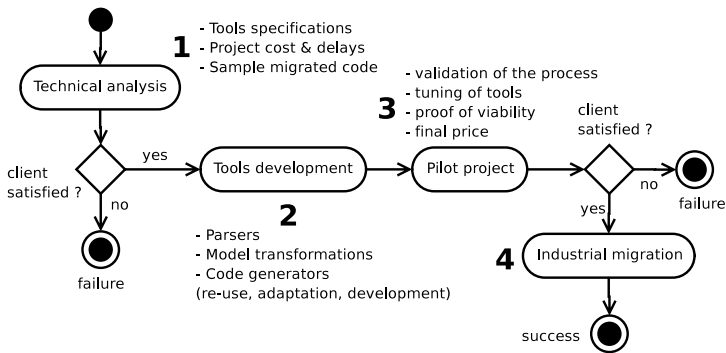 1
- Tools specifications
- Project cost & delays
- Sample migrated code
Technical analysis
client
satisfied ?
yes
no
failure
Tools development
2
- Parsers
- Model transformations
- Code generators
(re-use, adaptation, development)
3
- validation of the process
- tuning of tools
- proof of viability
- final price
Pilot project
client
satisfied ?
no
failure
yes
4
Industrial migration
success